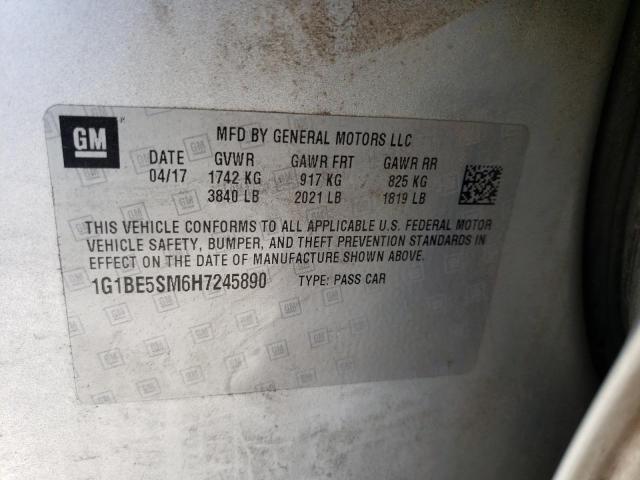 GM
MFD BY GENERAL MOTORS LLC
DATE GVWR GAWR FRT GAWR RR
04/17 1742 KG 917 KG 825 KG
3840 LB 2021 LB 1819 LB
THIS VEHICLE CONFORMS TO ALL APPLICABLE U.S. FEDERAL MOTOR
VEHICLE SAFETY, BUMPER, AND THEFT PREVENTION STANDARDS IN
EFFECT ON THE DATE OF MANUFACTURE SHOWN ABOVE.
1G1BE5SM6H7245890 TYPE: PASS CAR